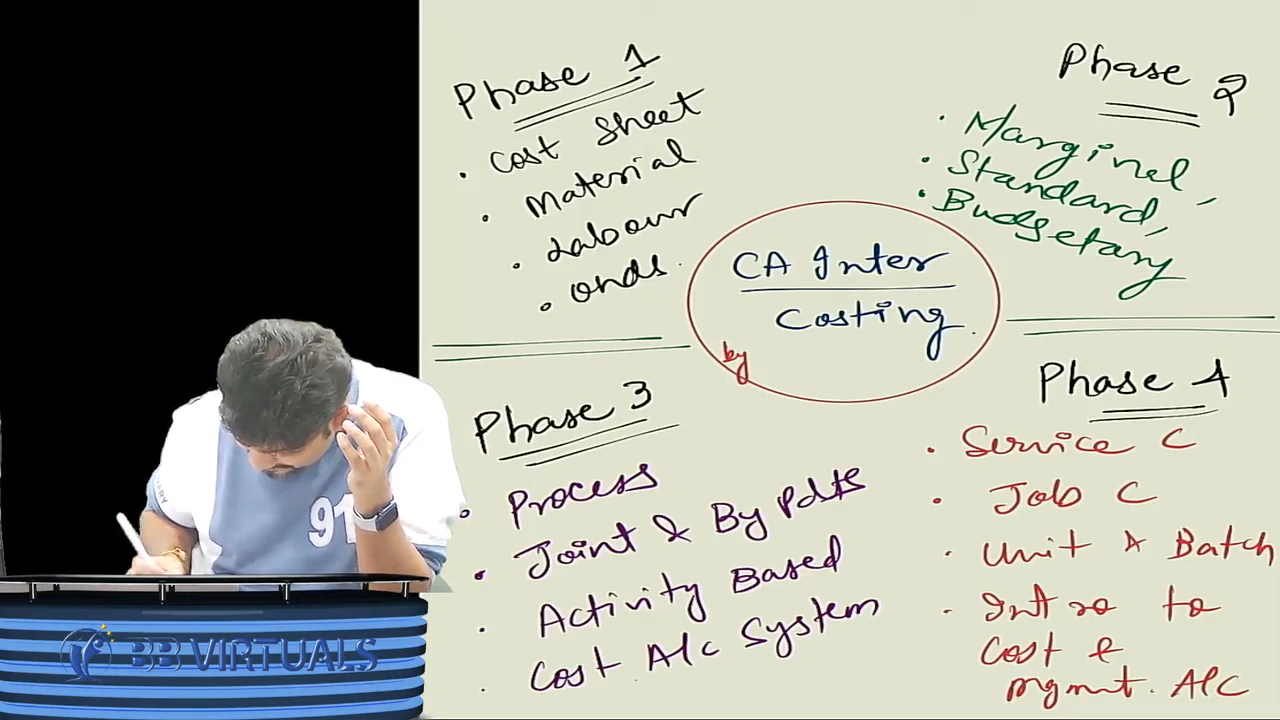 Phase 1
• Cost Sheet
• Material
• Labour
• OHDS.
Phase 2
• Marginal,
• Standard,
• Budgetary
CA Inter
Costing
by
Phase 3
• Process
• Joint & By Pdts
• Activity Based
• Cost A/c System
Phase 4
• Service C
• Job C
• Unit & Batch
• Intro to
Cost &
mgmt. A/C
91
BB VIRTUALS